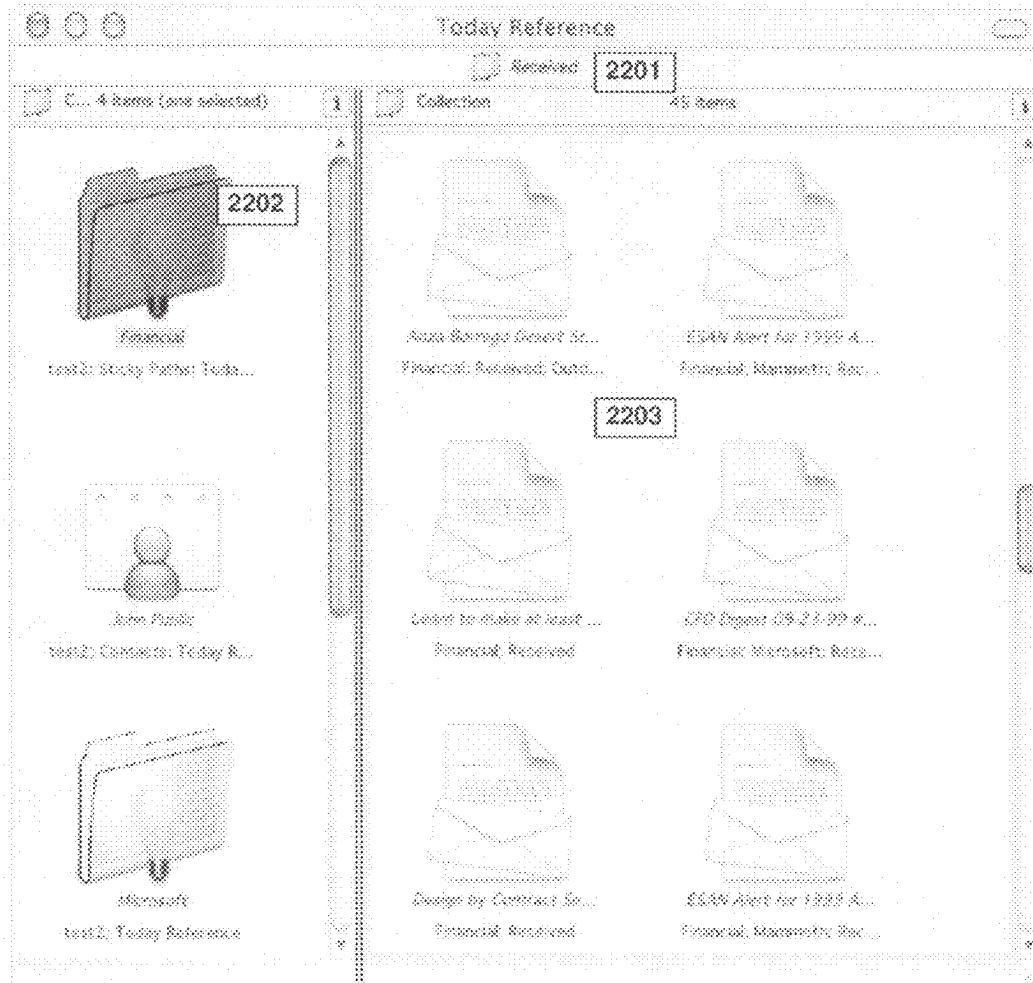 Today Reference
Received 2201
C... 4 items (one selected)
Collection 45 items
2202
Financial
test2; Sticky Paths; Toda...
Anza-Borrego Desert St...
Financial; Received; Outd...
ESAN Alert for 1999 A...
Financial; Mammoth; Rec...
2203
John Public
test2; Contacts; Today R...
Learn to make at least ...
Financial; Received
CFO Digest 09-23-99 #...
Financial; Microsoft; Rece...
Microsoft
test2; Today Reference
Design by Contract Se...
Financial; Received
ESAN Alert for 1999 A...
Financial; Mammoth; Rec...